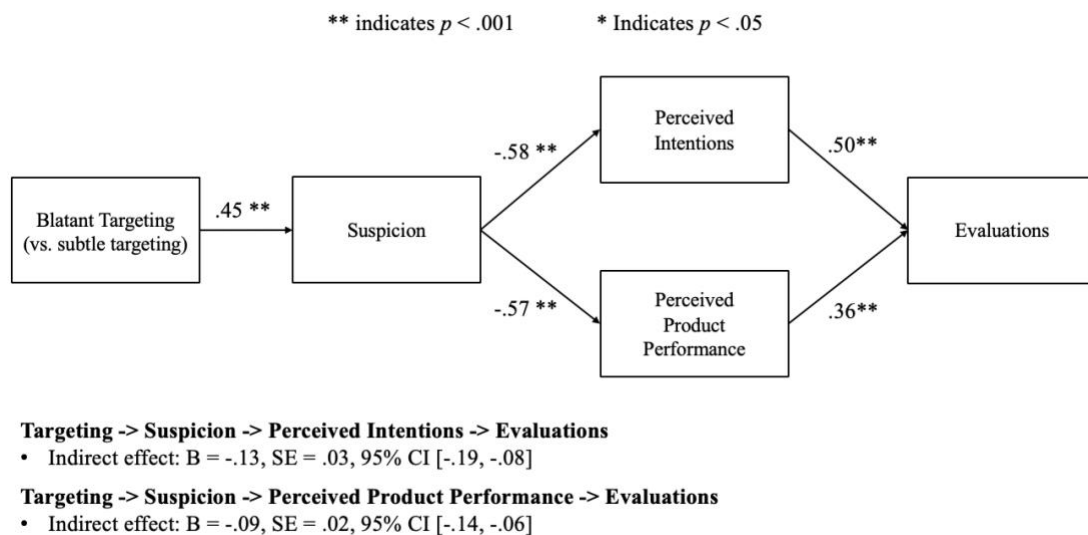 ** indicates p < .001 * Indicates p < .05
Perceived
Intentions
-.58 **
.50**
Blatant Targeting
(vs. subtle targeting)
.45 **
Suspicion
Evaluations
-.57 **
.36**
Perceived
Product
Performance
Targeting -> Suspicion -> Perceived Intentions -> Evaluations
• Indirect effect: B = -.13, SE = .03, 95% CI [-.19, -.08]
Targeting -> Suspicion -> Perceived Product Performance -> Evaluations
• Indirect effect: B = -.09, SE = .02, 95% CI [-.14, -.06]